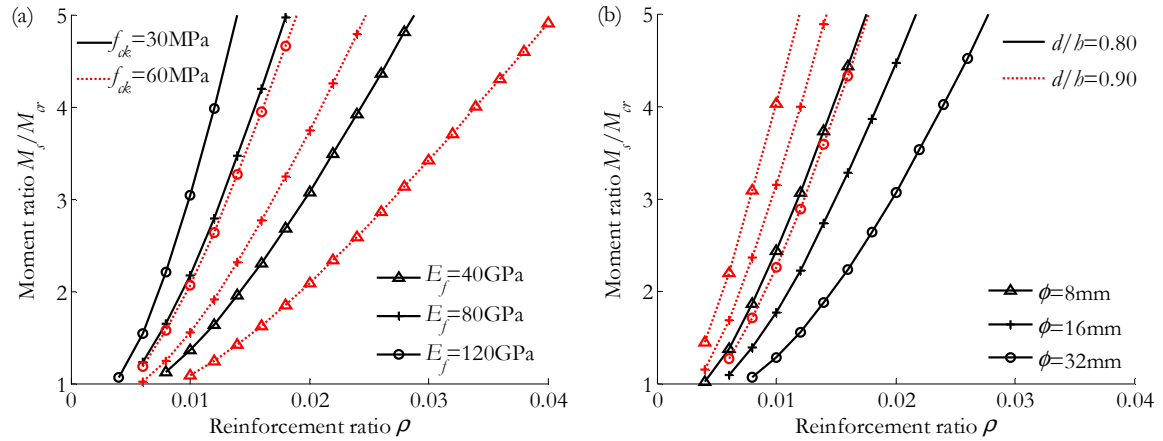 (a)
f_ck=30MPa
f_ck=60MPa
E_f=40GPa
E_f=80GPa
E_f=120GPa
5
4
3
2
1
0
0.01
0.02
0.03
0.04
Moment ratio M_s/M_cr
Reinforcement ratio ρ
(b)
d/h=0.80
d/h=0.90
ϕ=8mm
ϕ=16mm
ϕ=32mm
5
4
3
2
1
0
0.01
0.02
0.03
0.04
Moment ratio M_s/M_cr
Reinforcement ratio ρ